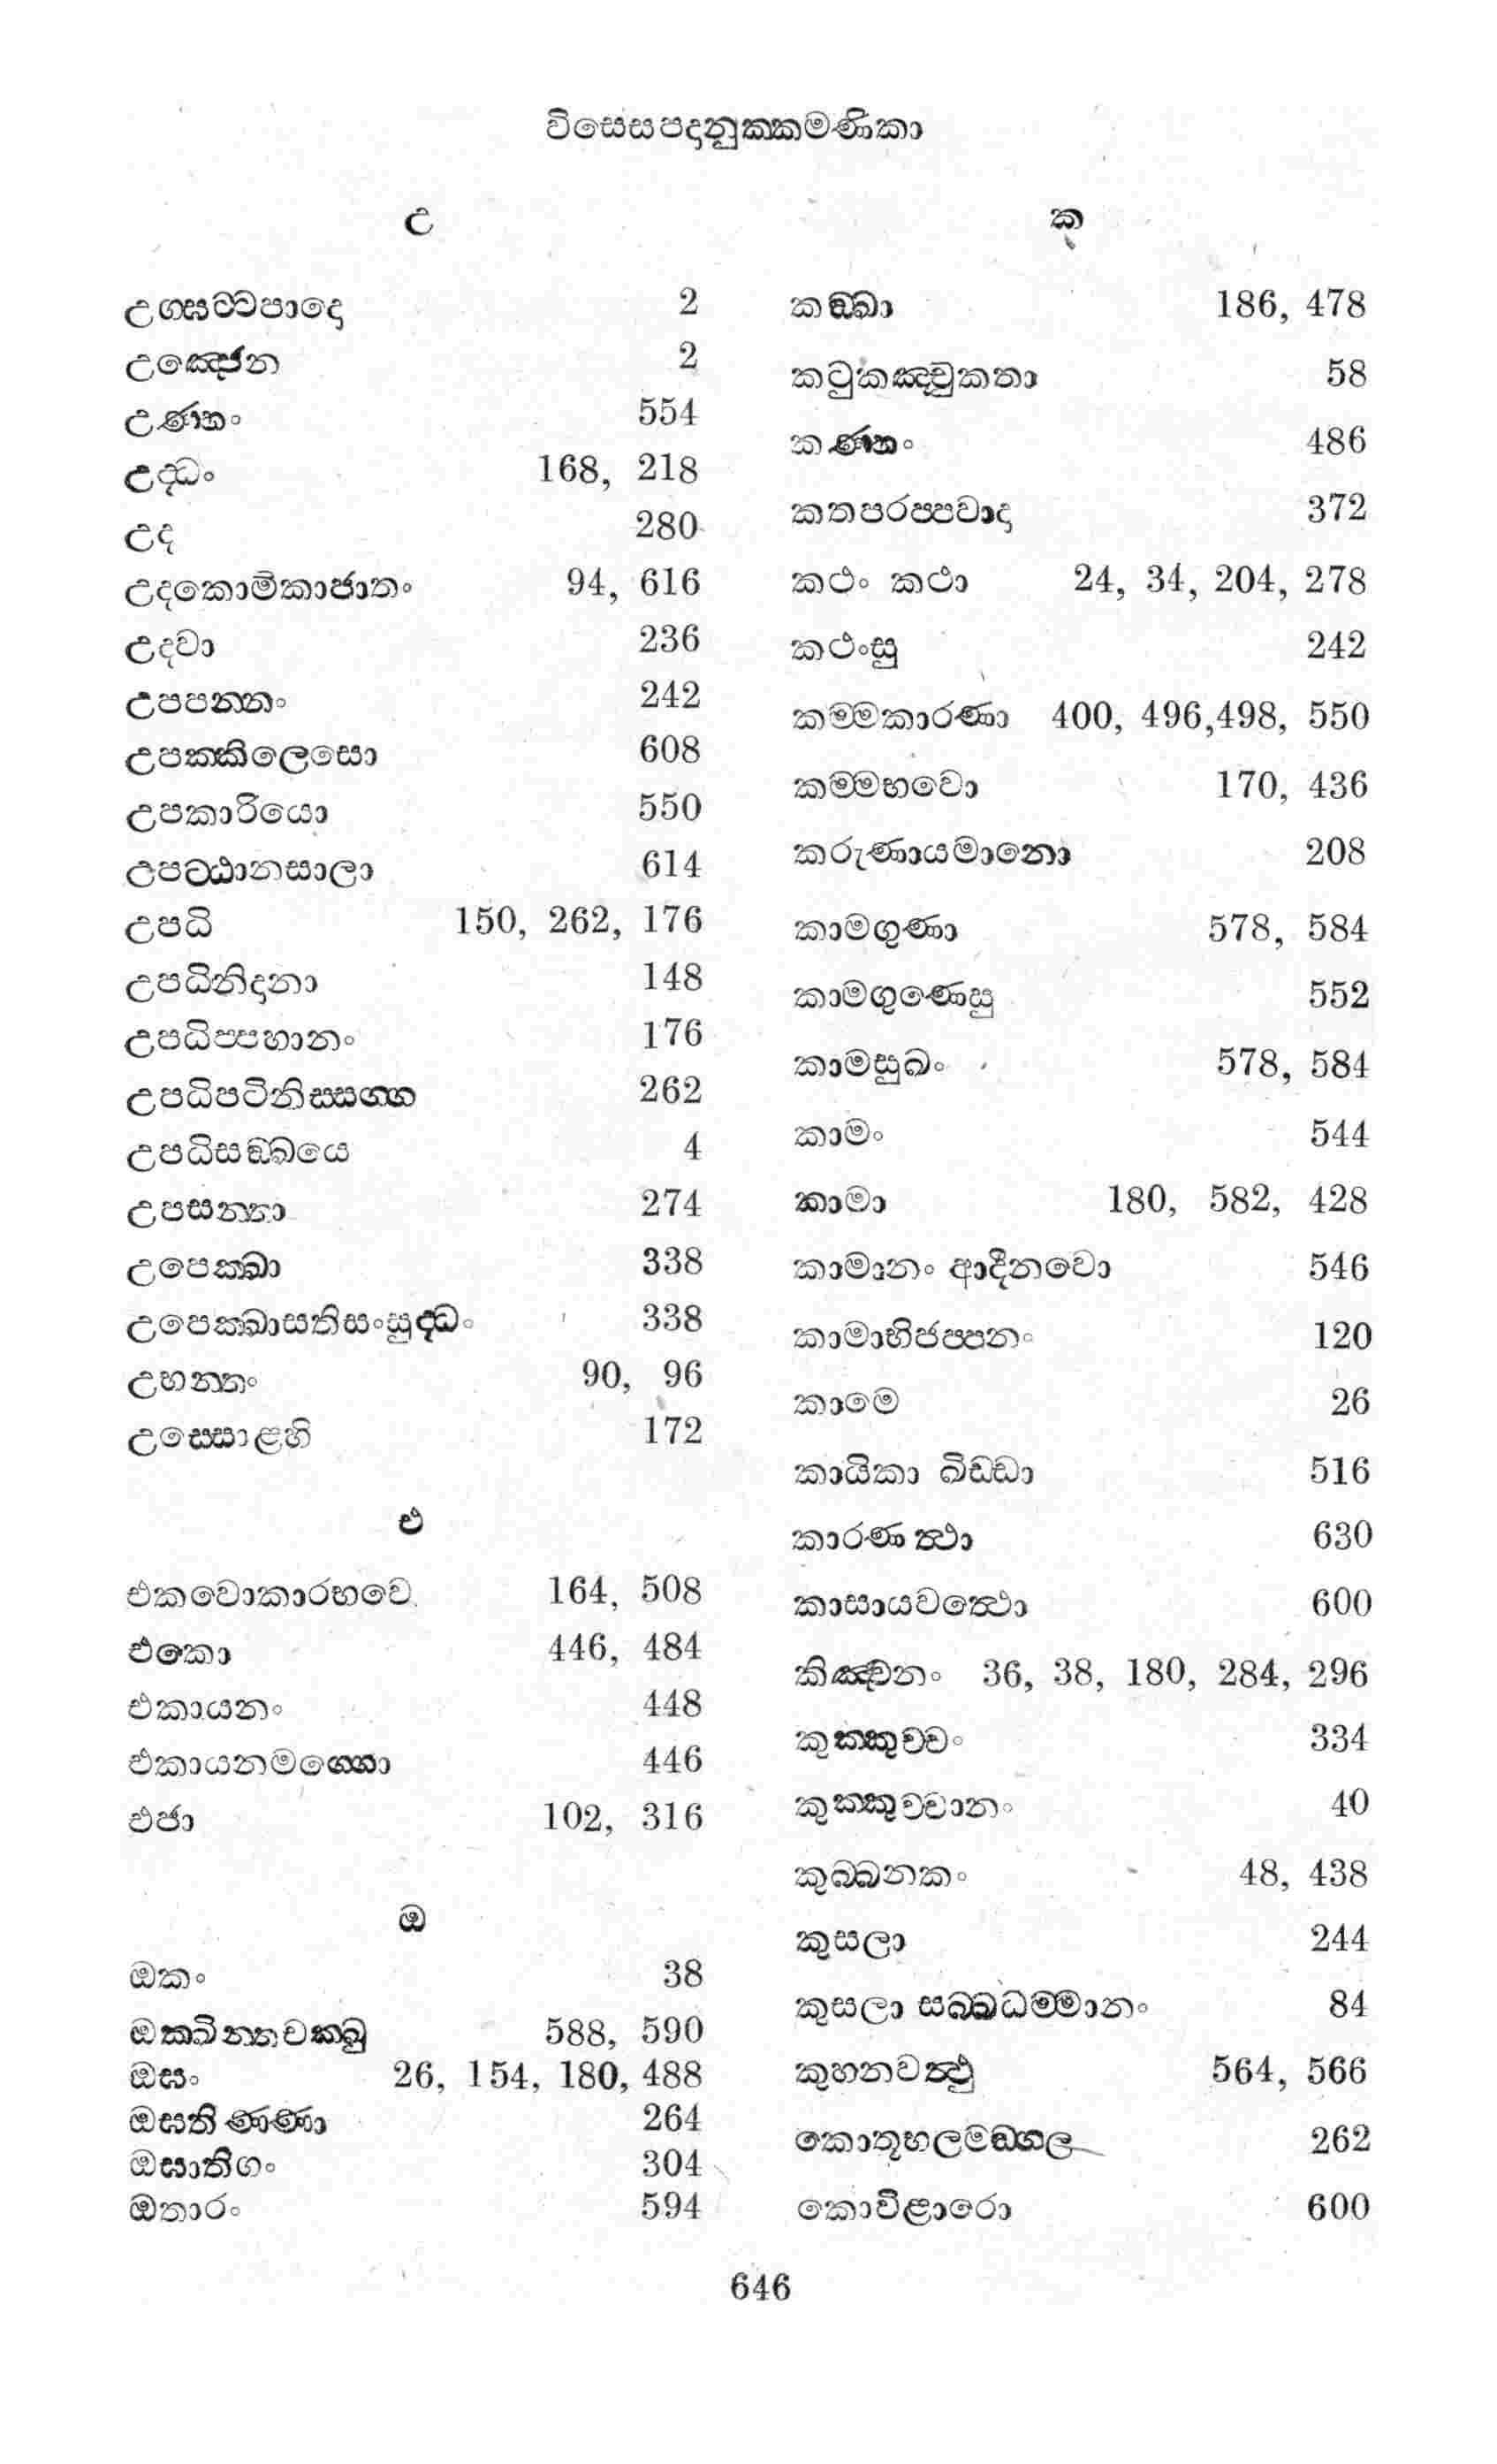 විසෙසපදානුක්කමණිකා
උ
උග්ඝට්ටපාදො 2
උඤ්ඡෙන 2
උණ්හං 554
උද්ධං 168, 218
උද 280
උදකොමිකාජාතං 94, 616
උදවා 236
උපපන්නං 242
උපක්කිලෙසො 608
උපකාරියො 550
උපට්ඨානසාලා 614
උපධි 150, 262, 176
උපධිනිදානා 148
උපධිප්පහානං 176
උපධිපටිනිස්සග්ග 262
උපධිසඞ්ඛයෙ 4
උපසන්තා 274
උපෙක්ඛා 338
උපෙක්ඛාසතිසංසුද්ධං 338
උභන්තං 90, 96
උස්සොළහි 172
එ
එකවොකාරභවෙ 164, 508
එකො 446, 484
එකායනං 448
එකායනමග්ගො 446
එජා 102, 316
ඔ
ඔකං 38
ඔක්ඛිත්තචක්ඛු 588, 590
ඔඝං 26, 154, 180, 488
ඔඝතිණ්ණා 264
ඔඝාතිගං 304
ඔතාරං 594
ක
කඞ්ඛා 186, 478
කටුකඤ්චුකතා 58
කණ්හං 486
කතපරප්පවාදා 372
කථං කථා 24, 34, 204, 278
කථංසු 242
කම්මකාරණා 400, 496,498, 550
කම්මභවො 170, 436
කරුණායමානො 208
කාමගුණා 578, 584
කාමගුණෙසු 552
කාමසුඛං 578, 584
කාමං 544
කාමා 180, 582, 428
කාමානං ආදීනවො 546
කාමාභිජප්පනං 120
කාමෙ 26
කායිකා ඛිඩ්ඩා 516
කාරණත්ථා 630
කාසායවත්ථො 600
කිඤ්චනං 36, 38, 180, 284, 296
කුක්කුච්චං 334
කුක්කුච්චානං 40
කුබ්බනකං 48, 438
කුසලා 244
කුසලා සබ්බධම්මානං 84
කුහනවත්ථු 564, 566
කොතූහලමඞ්ගල 262
කොවිළාරො 600
646